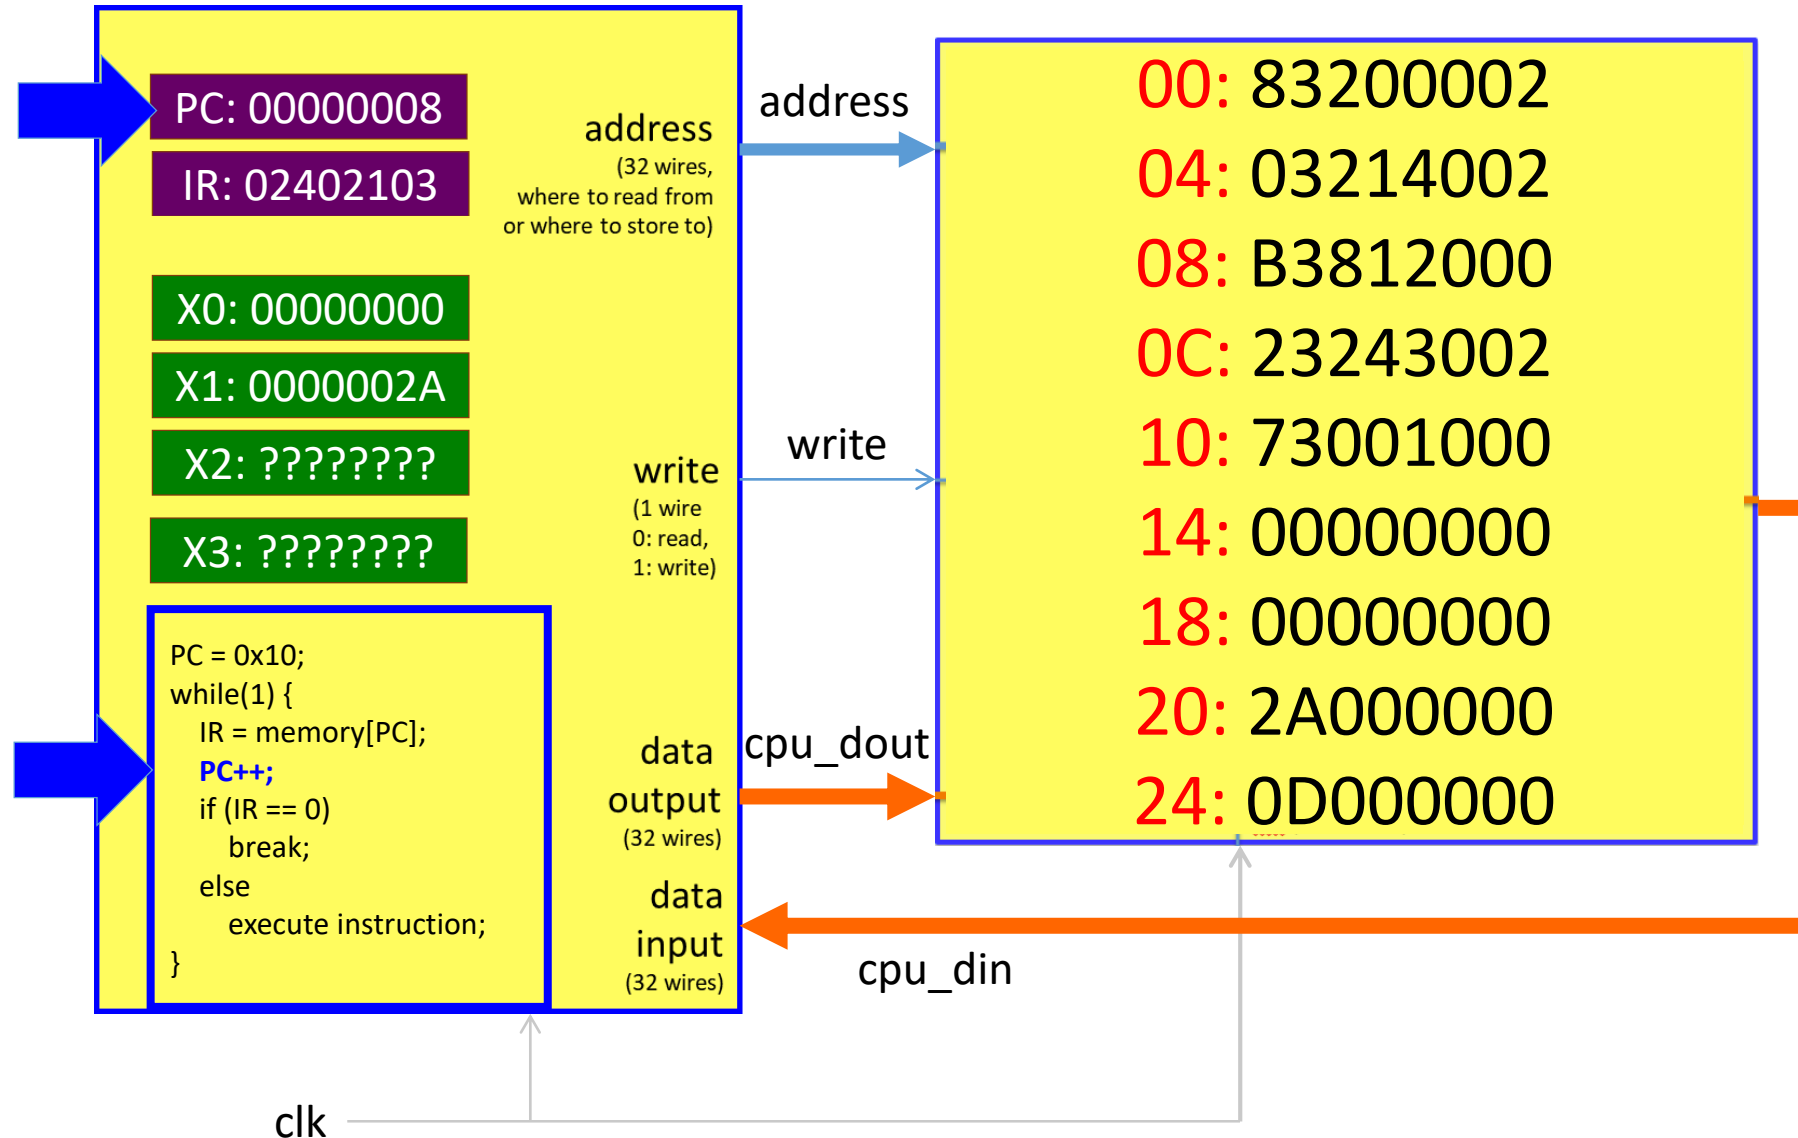 PC: 00000008
IR: 02402103
X0: 00000000
X1: 0000002A
X2: ????????
X3: ????????
PC = 0x10;
while(1) {
IR = memory[PC];
PC++;
if (IR == 0)
break;
else
execute instruction;
}
address
(32 wires,
where to read from
or where to store to)
write
(1 wire
0: read,
1: write)
data
output
(32 wires)
data
input
(32 wires)
address
write
cpu_dout
cpu_din
clk
00: 83200002
04: 03214002
08: B3812000
0C: 23243002
10: 73001000
14: 00000000
18: 00000000
20: 2A000000
24: 0D000000